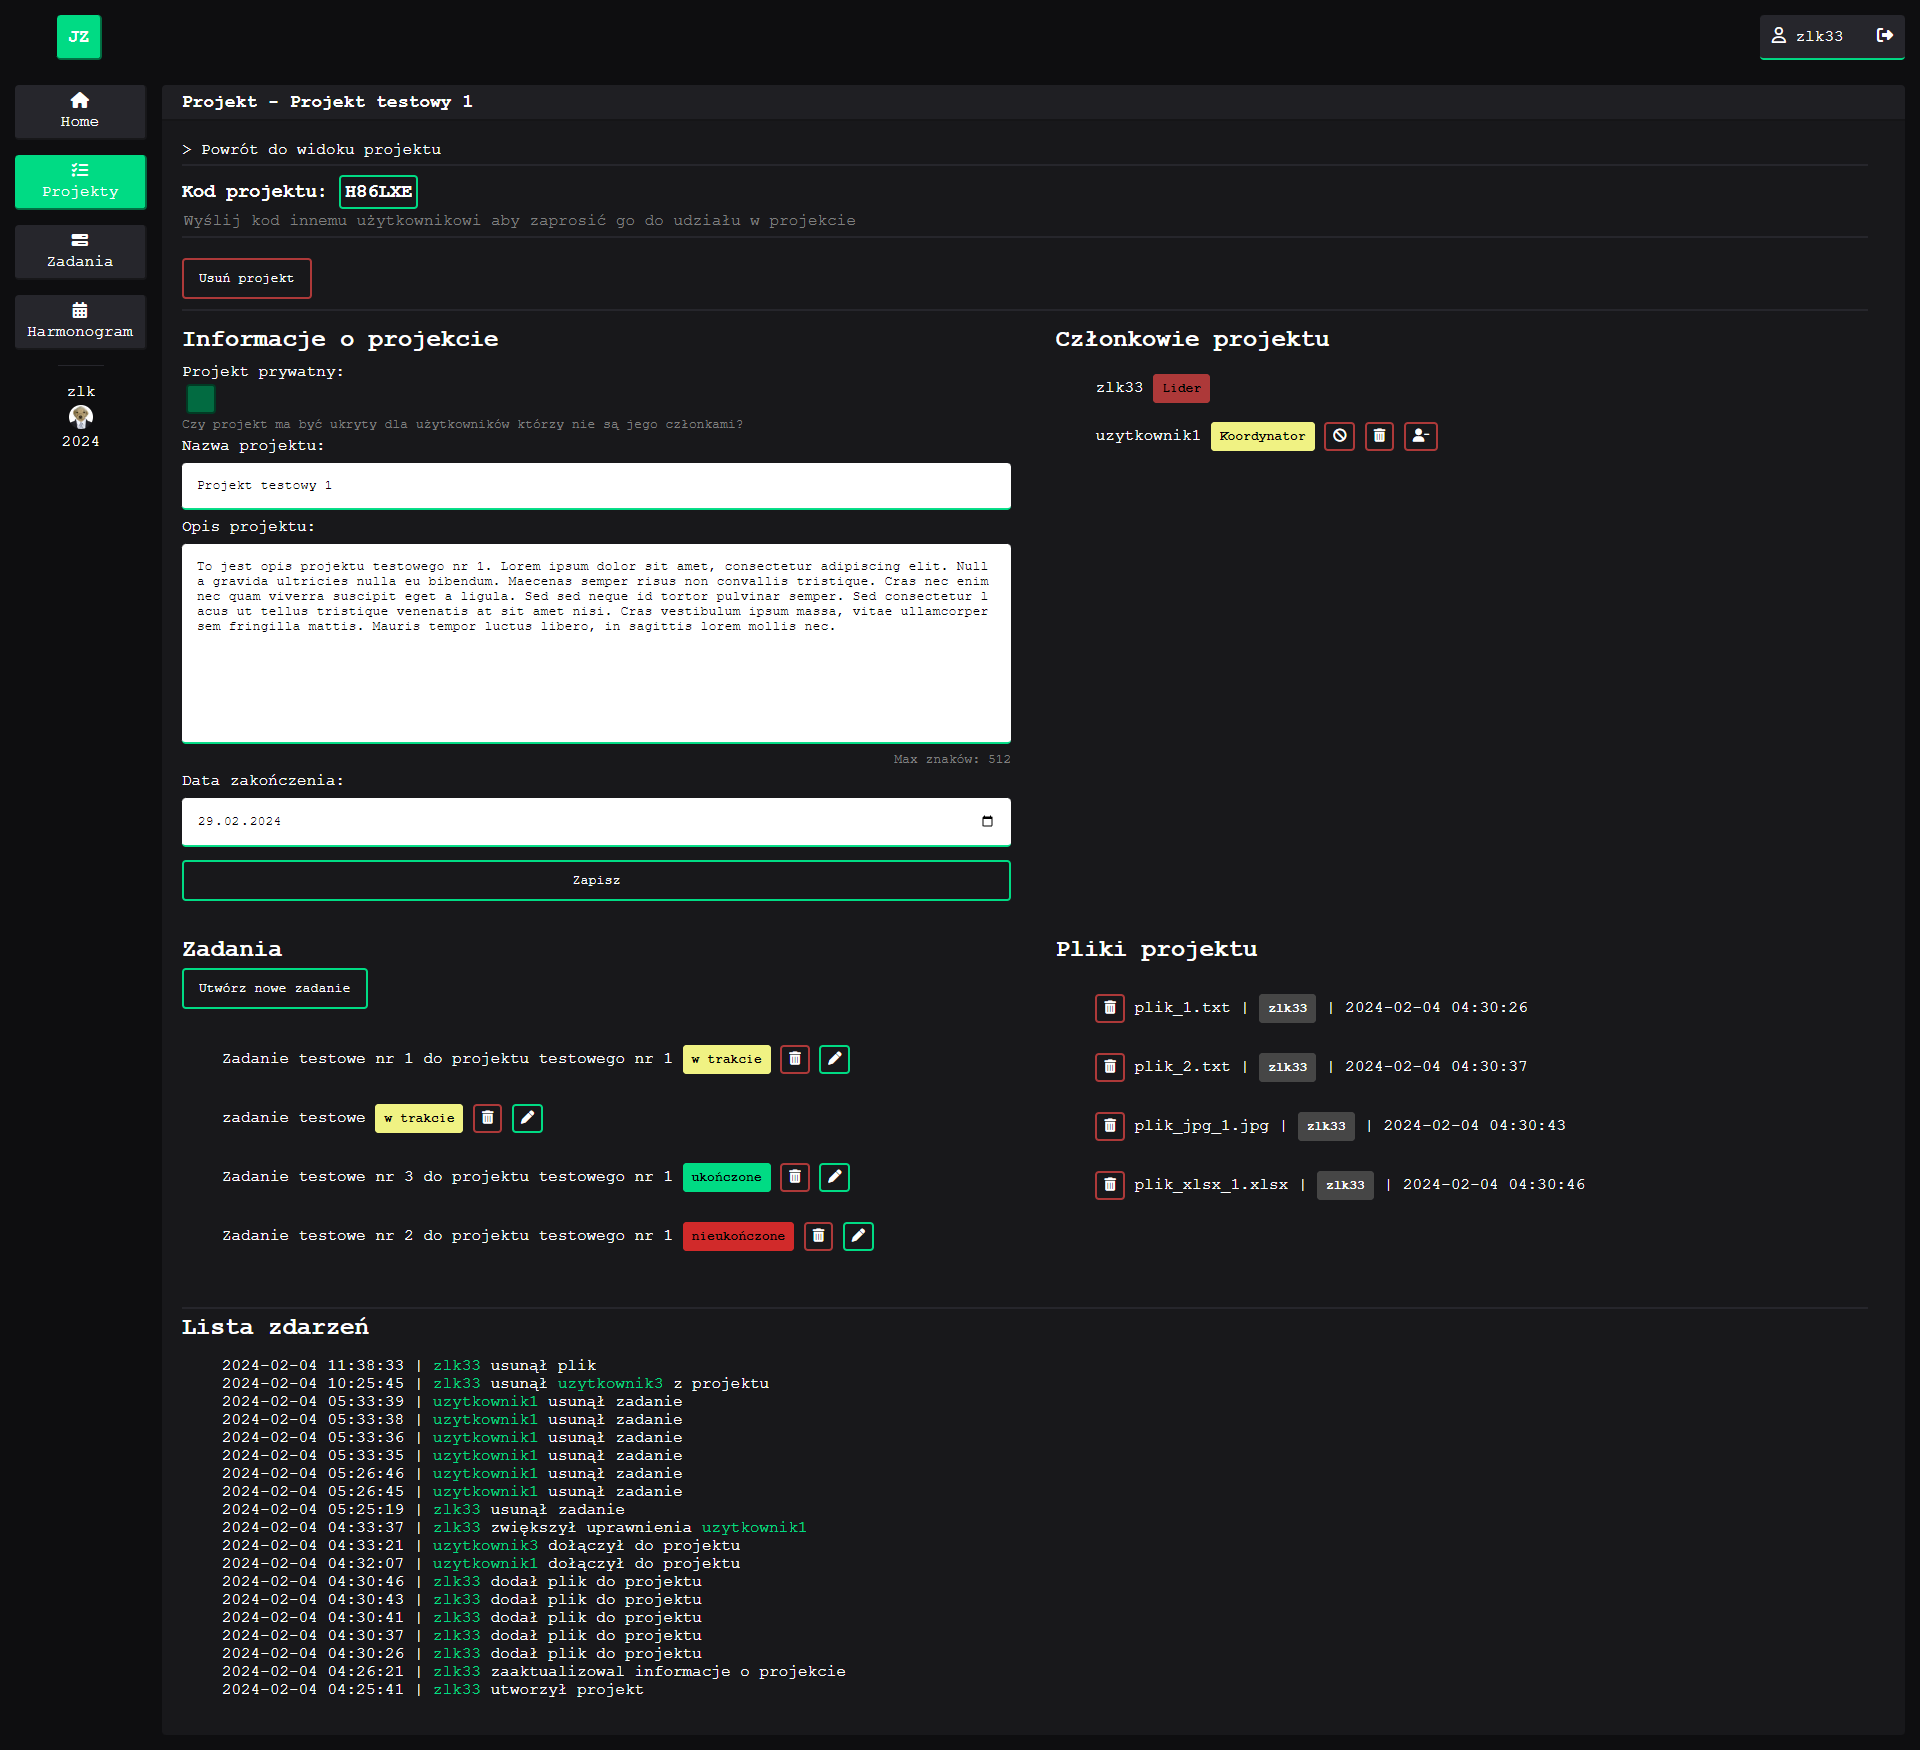 JZ
zlk33
Home
Projekty
Zadania
Harmonogram
zlk
2024
Projekt - Projekt testowy 1
> Powrót do widoku projektu
Kod projektu: H86LXE
Wyślij kod innemu użytkownikowi aby zaprosić go do udziału w projekcie
Usuń projekt
Informacje o projekcie
Projekt prywatny:
Czy projekt ma być ukryty dla użytkowników którzy nie są jego członkami?
Nazwa projektu:
Projekt testowy 1
Opis projektu:
To jest opis projektu testowego nr 1. Lorem ipsum dolor sit amet, consectetur adipiscing elit. Null
a gravida ultricies nulla eu bibendum. Maecenas semper risus non convallis tristique. Cras nec enim
nec quam viverra suscipit eget a ligula. Sed sed neque id tortor pulvinar semper. Sed consectetur l
acus ut tellus tristique venenatis at sit amet nisi. Cras vestibulum ipsum massa, vitae ullamcorper
sem fringilla mattis. Mauris tempor luctus libero, in sagittis lorem mollis nec.
Max znaków: 512
Data zakończenia:
29.02.2024
Zapisz
Członkowie projektu
zlk33 Lider
uzytkownik1 Koordynator
Zadania
Utwórz nowe zadanie
Zadanie testowe nr 1 do projektu testowego nr 1 w trakcie
zadanie testowe w trakcie
Zadanie testowe nr 3 do projektu testowego nr 1 ukończone
Zadanie testowe nr 2 do projektu testowego nr 1 nieukończone
Pliki projektu
plik_1.txt | zlk33 | 2024-02-04 04:30:26
plik_2.txt | zlk33 | 2024-02-04 04:30:37
plik_jpg_1.jpg | zlk33 | 2024-02-04 04:30:43
plik_xlsx_1.xlsx | zlk33 | 2024-02-04 04:30:46
Lista zdarzeń
2024-02-04 11:38:33 | zlk33 usunął plik
2024-02-04 10:25:45 | zlk33 usunął uzytkownik3 z projektu
2024-02-04 05:33:39 | uzytkownik1 usunął zadanie
2024-02-04 05:33:38 | uzytkownik1 usunął zadanie
2024-02-04 05:33:36 | uzytkownik1 usunął zadanie
2024-02-04 05:33:35 | uzytkownik1 usunął zadanie
2024-02-04 05:26:46 | uzytkownik1 usunął zadanie
2024-02-04 05:26:45 | uzytkownik1 usunął zadanie
2024-02-04 05:25:19 | zlk33 usunął zadanie
2024-02-04 04:33:37 | zlk33 zwiększył uprawnienia uzytkownik1
2024-02-04 04:33:21 | uzytkownik3 dołączył do projektu
2024-02-04 04:32:07 | uzytkownik1 dołączył do projektu
2024-02-04 04:30:46 | zlk33 dodał plik do projektu
2024-02-04 04:30:43 | zlk33 dodał plik do projektu
2024-02-04 04:30:41 | zlk33 dodał plik do projektu
2024-02-04 04:30:37 | zlk33 dodał plik do projektu
2024-02-04 04:30:26 | zlk33 dodał plik do projektu
2024-02-04 04:26:21 | zlk33 zaaktualizowal informacje o projekcie
2024-02-04 04:25:41 | zlk33 utworzył projekt